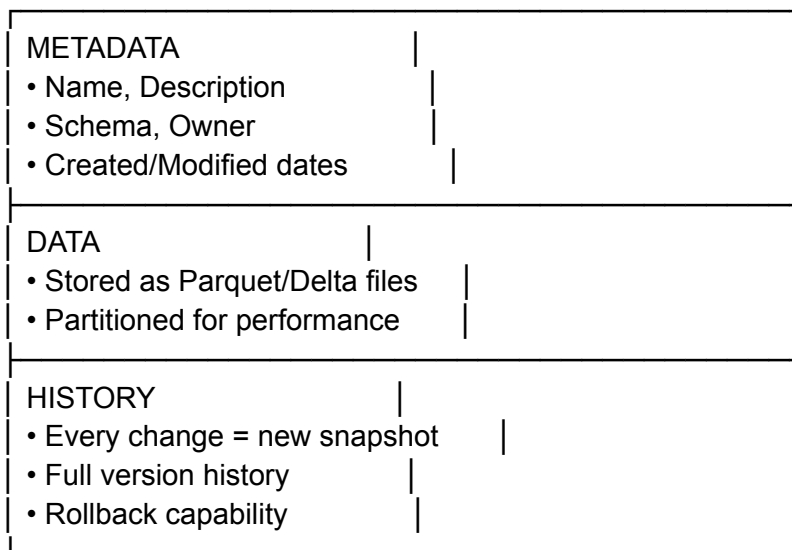 METADATA
• Name, Description
• Schema, Owner
• Created/Modified dates
DATA
• Stored as Parquet/Delta files
• Partitioned for performance
HISTORY
• Every change = new snapshot
• Full version history
• Rollback capability